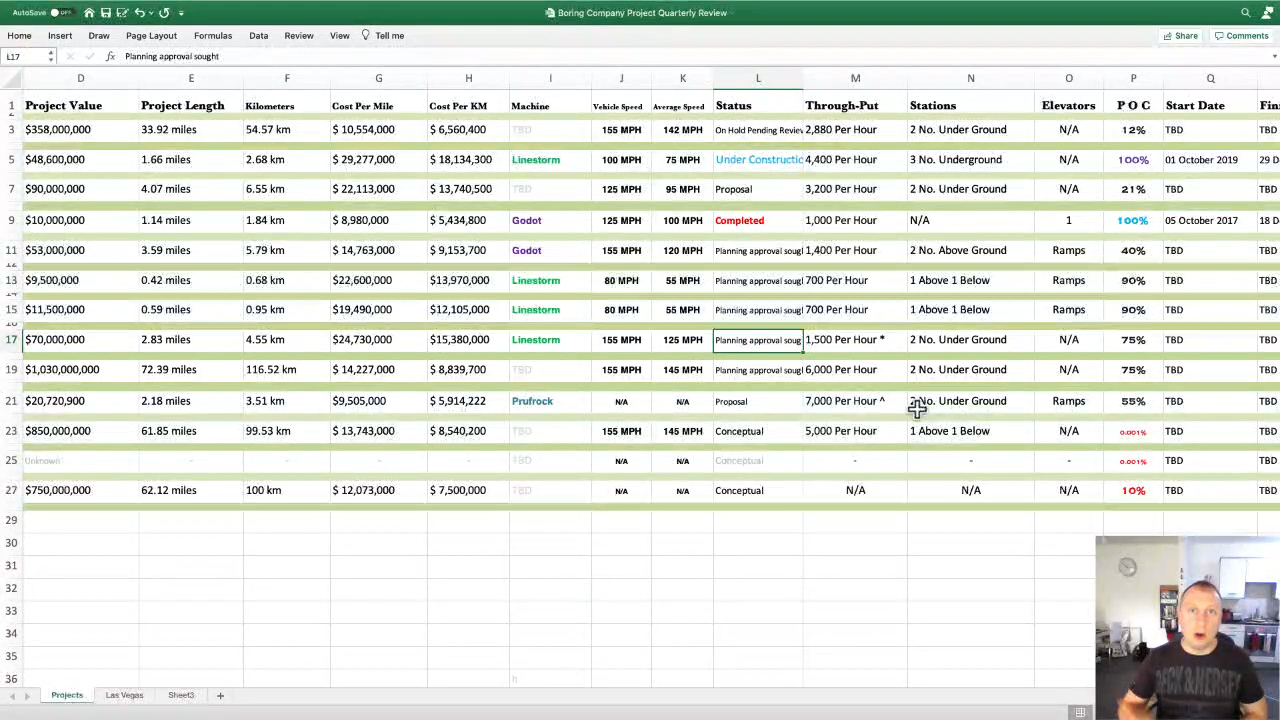 AutoSave OFF Boring Company Project Quarterly Review
Home Insert Draw Page Layout Formulas Data Review View Tell me Share Comments
L17 fx Planning approval sought
D E F G H I J K L M N O P Q
1 Project Value Project Length Kilometers Cost Per Mile Cost Per KM Machine Vehicle Speed Average Speed Status Through-Put Stations Elevators P O C Start Date Fin
3 $358,000,000 33.92 miles 54.57 km $ 10,554,000 $ 6,560,400 TBD 155 MPH 142 MPH On Hold Pending Review 2,880 Per Hour 2 No. Under Ground N/A 12% TBD TBD
5 $48,600,000 1.66 miles 2.68 km $ 29,277,000 $ 18,134,300 Linestorm 100 MPH 75 MPH Under Constructic 4,400 Per Hour 3 No. Underground N/A 100% 01 October 2019 29 D
7 $90,000,000 4.07 miles 6.55 km $ 22,113,000 $ 13,740,500 TBD 125 MPH 95 MPH Proposal 3,200 Per Hour 2 No. Under Ground N/A 21% TBD TBD
9 $10,000,000 1.14 miles 1.84 km $ 8,980,000 $ 5,434,800 Godot 125 MPH 100 MPH Completed 1,000 Per Hour N/A 1 100% 05 October 2017 18 D
11 $53,000,000 3.59 miles 5.79 km $ 14,763,000 $ 9,153,700 Godot 155 MPH 120 MPH Planning approval sough 1,400 Per Hour 2 No. Above Ground Ramps 40% TBD TBD
12
13 $9,500,000 0.42 miles 0.68 km $22,600,000 $13,970,000 Linestorm 80 MPH 55 MPH Planning approval sough 700 Per Hour 1 Above 1 Below Ramps 90% TBD TBD
14
15 $11,500,000 0.59 miles 0.95 km $19,490,000 $12,105,000 Linestorm 80 MPH 55 MPH Planning approval sough 700 Per Hour 1 Above 1 Below Ramps 90% TBD TBD
17 $70,000,000 2.83 miles 4.55 km $24,730,000 $15,380,000 Linestorm 155 MPH 125 MPH Planning approval soug 1,500 Per Hour * 2 No. Under Ground N/A 75% TBD TBD
19 $1,030,000,000 72.39 miles 116.52 km $ 14,227,000 $ 8,839,700 TBD 155 MPH 145 MPH Planning approval sough 6,000 Per Hour 2 No. Under Ground N/A 75% TBD TBD
21 $20,720,900 2.18 miles 3.51 km $9,505,000 $ 5,914,222 Prufrock N/A N/A Proposal 7,000 Per Hour ^ No. Under Ground Ramps 55% TBD TBD
23 $850,000,000 61.85 miles 99.53 km $ 13,743,000 $ 8,540,200 TBD 155 MPH 145 MPH Conceptual 5,000 Per Hour 1 Above 1 Below N/A 0.001% TBD TBD
25 Unknown - - - - TBD N/A N/A Conceptual - - - 0.001% TBD TBD
27 $750,000,000 62.12 miles 100 km $ 12,073,000 $ 7,500,000 TBD N/A N/A Conceptual N/A N/A N/A 10% TBD TBD
29
30
31
32
33
34
35
36 h
Projects Las Vegas Sheet3 +
BECK & HERSEY